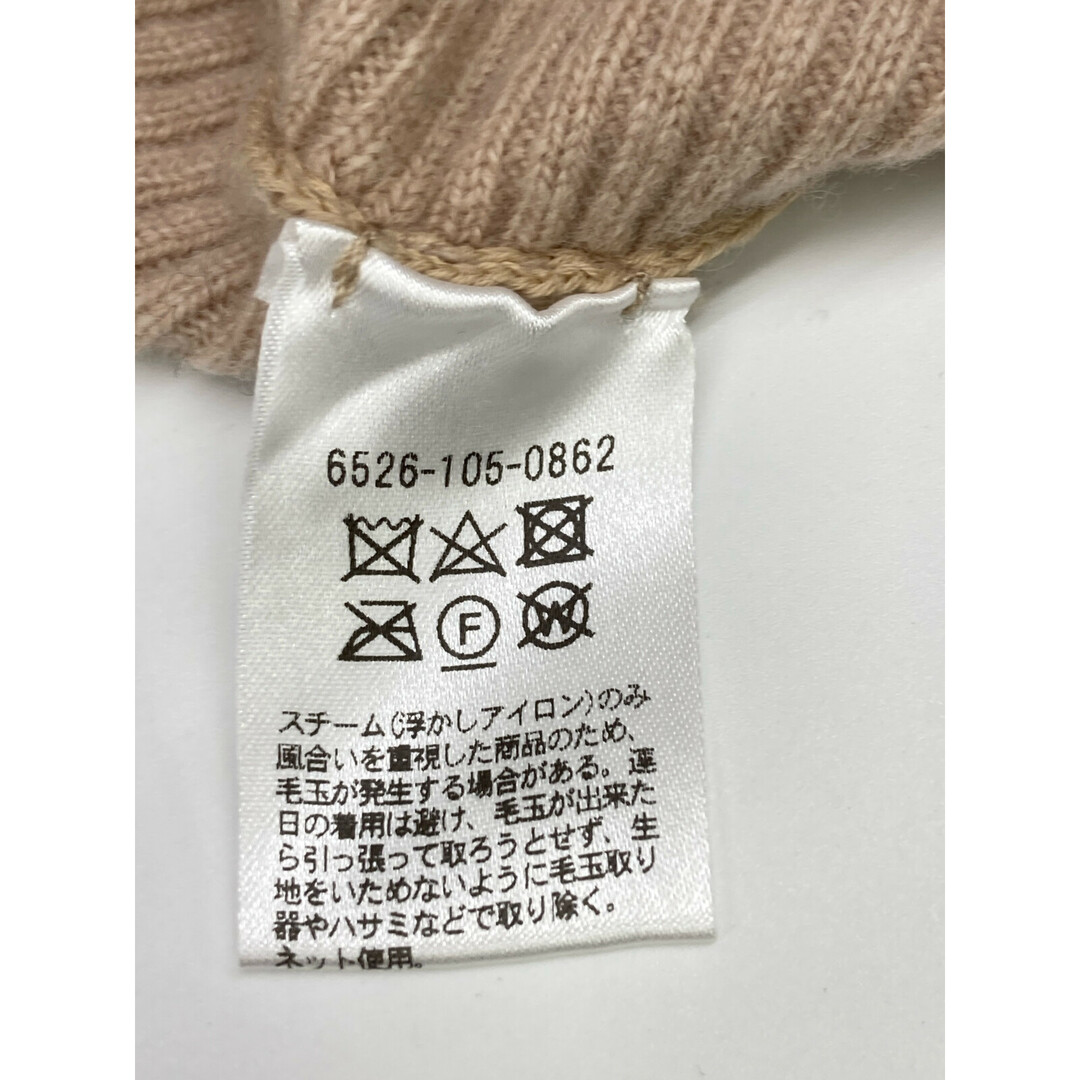 6526-105-0862
F
W
スチーム(浮かしアイロン)のみ
風合いを重視した商品のため、
毛玉が発生する場合がある。連
日の着用は避け、毛玉が出来た
ら引っ張って取ろうとせず、生
地をいためないように毛玉取り
器やハサミなどで取り除く。
ネット使用。